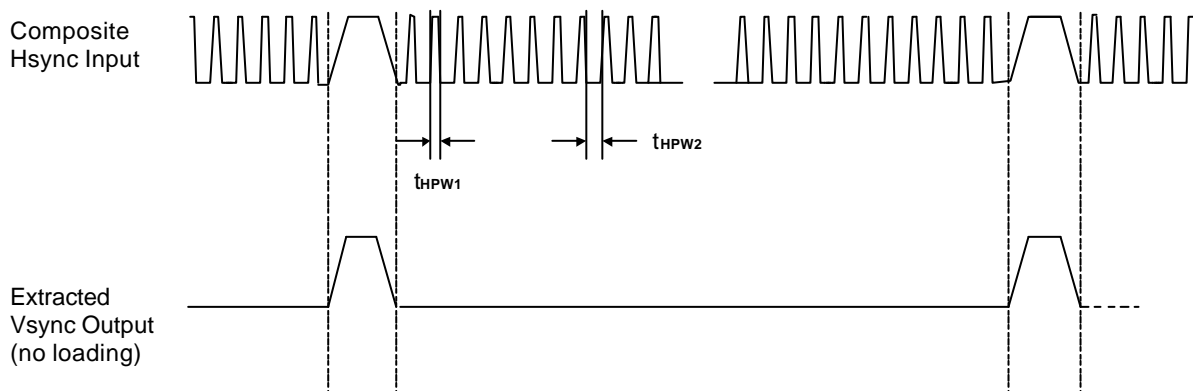 Composite
Hsync Input
tHPW2
tHPW1
Extracted
Vsync Output
(no loading)